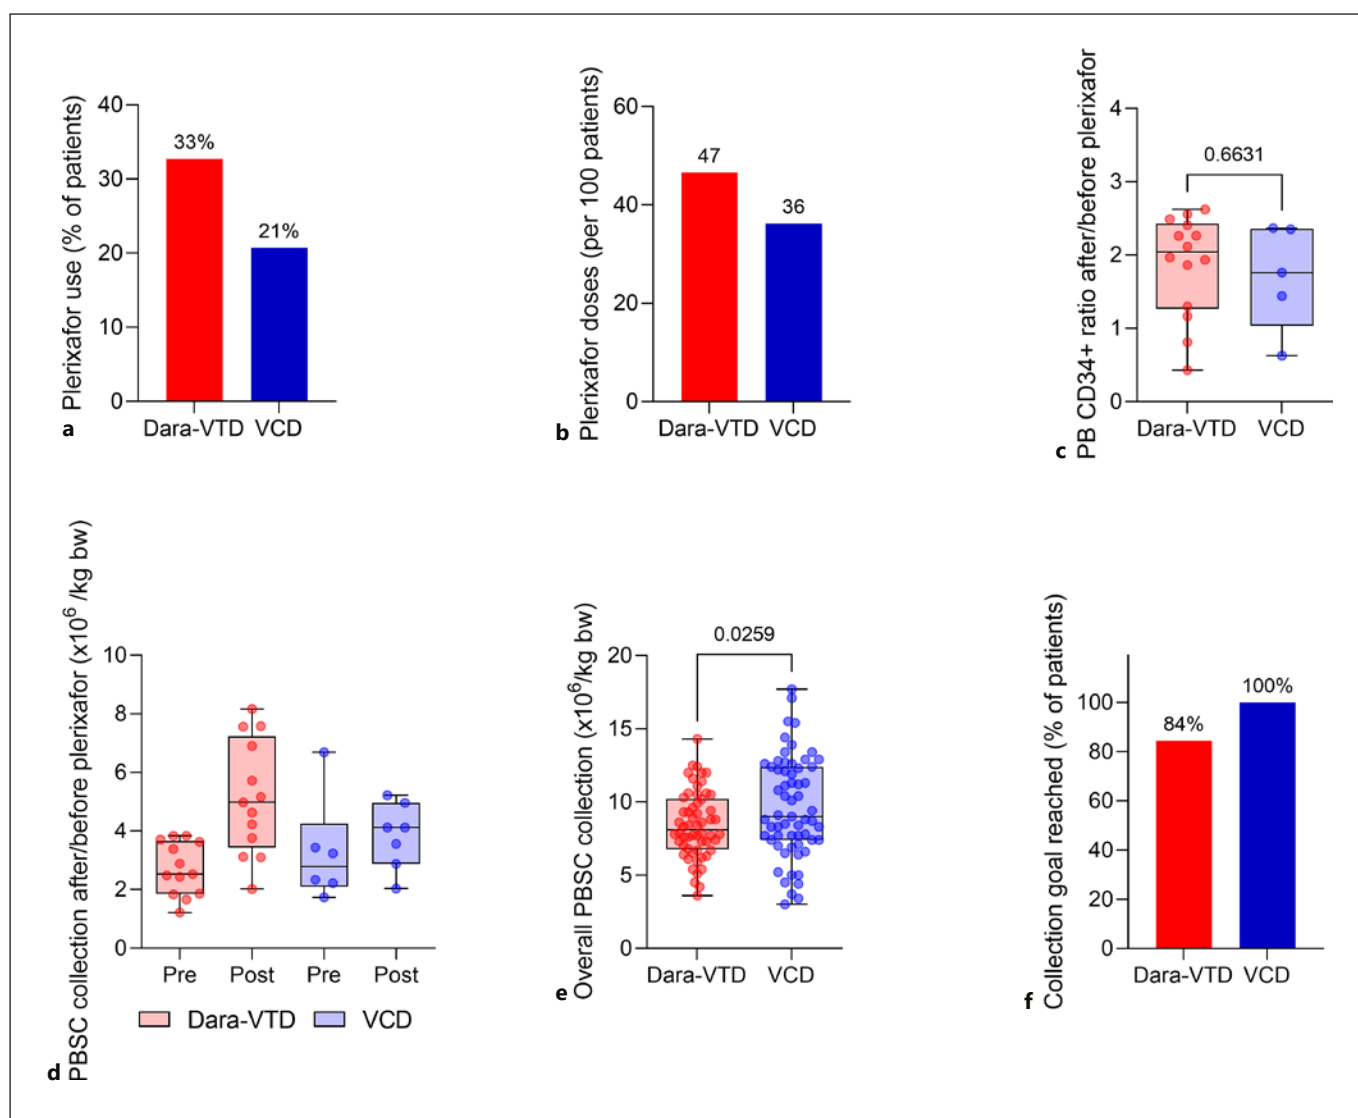 Plerixafor use (% of patients)
40
30
20
10
0
33%
21%
Dara-VTD VCD
a
Plerixafor doses (per 100 patients)
60
40
20
0
47
36
Dara-VTD VCD
b
PB CD34+ ratio after/before plerixafor
4
3
2
1
0
0.6631
Dara-VTD VCD
c
PBSC collection after/before plerixafor (x10⁶ /kg bw)
10
8
6
4
2
0
Pre Post Pre Post
Dara-VTD VCD
d
Overall PBSC collection (x10⁶/kg bw)
20
15
10
5
0
0.0259
Dara-VTD VCD
e
Collection goal reached (% of patients)
100
80
60
40
20
0
84%
100%
Dara-VTD VCD
f